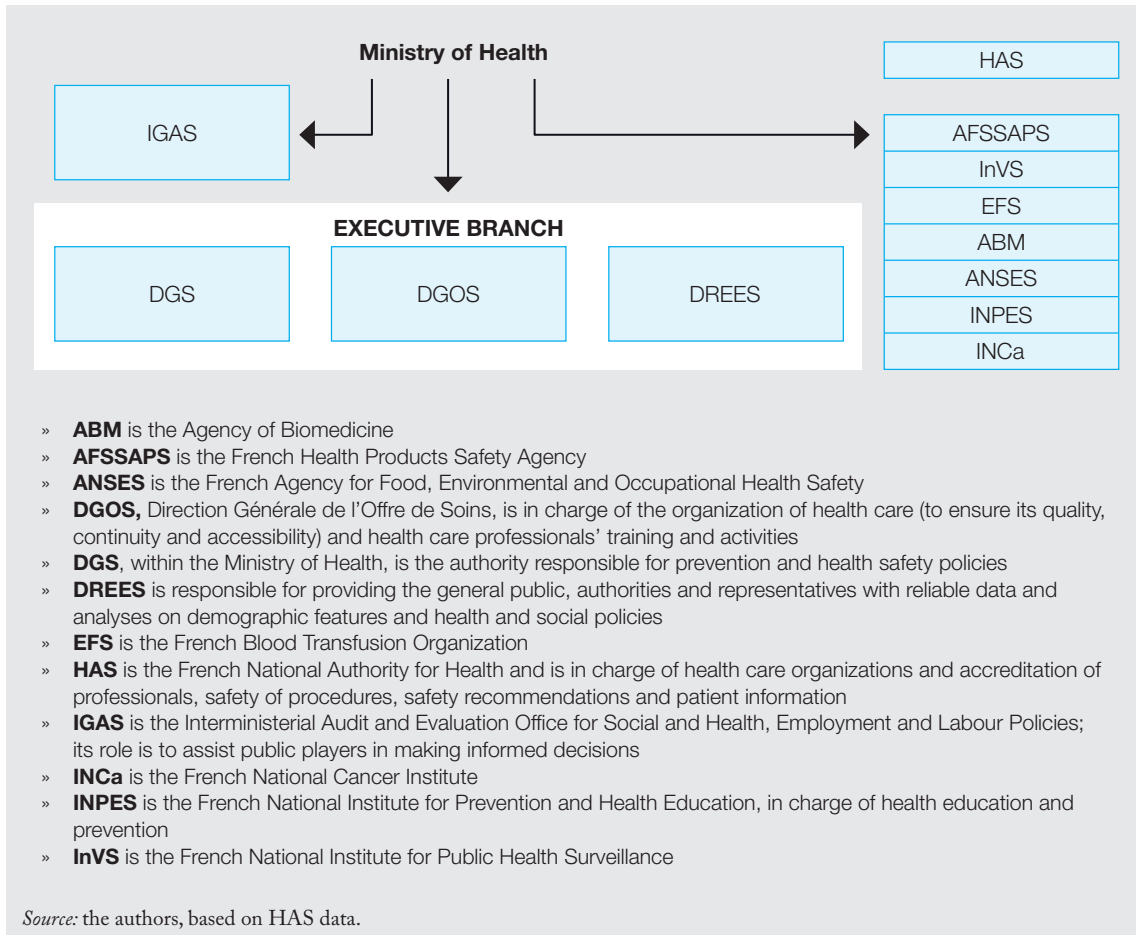 Ministry of Health
HAS
IGAS
AFSSAPS
InVS
EFS
ABM
ANSES
INPES
INCa
EXECUTIVE BRANCH
DGS
DGOS
DREES
» ABM is the Agency of Biomedicine
» AFSSAPS is the French Health Products Safety Agency
» ANSES is the French Agency for Food, Environmental and Occupational Health Safety
» DGOS, Direction Générale de l’Offre de Soins, is in charge of the organization of health care (to ensure its quality,
continuity and accessibility) and health care professionals’ training and activities
» DGS, within the Ministry of Health, is the authority responsible for prevention and health safety policies
» DREES is responsible for providing the general public, authorities and representatives with reliable data and
analyses on demographic features and health and social policies
» EFS is the French Blood Transfusion Organization
» HAS is the French National Authority for Health and is in charge of health care organizations and accreditation of
professionals, safety of procedures, safety recommendations and patient information
» IGAS is the Interministerial Audit and Evaluation Office for Social and Health, Employment and Labour Policies;
its role is to assist public players in making informed decisions
» INCa is the French National Cancer Institute
» INPES is the French National Institute for Prevention and Health Education, in charge of health education and
prevention
» InVS is the French National Institute for Public Health Surveillance
Source: the authors, based on HAS data.